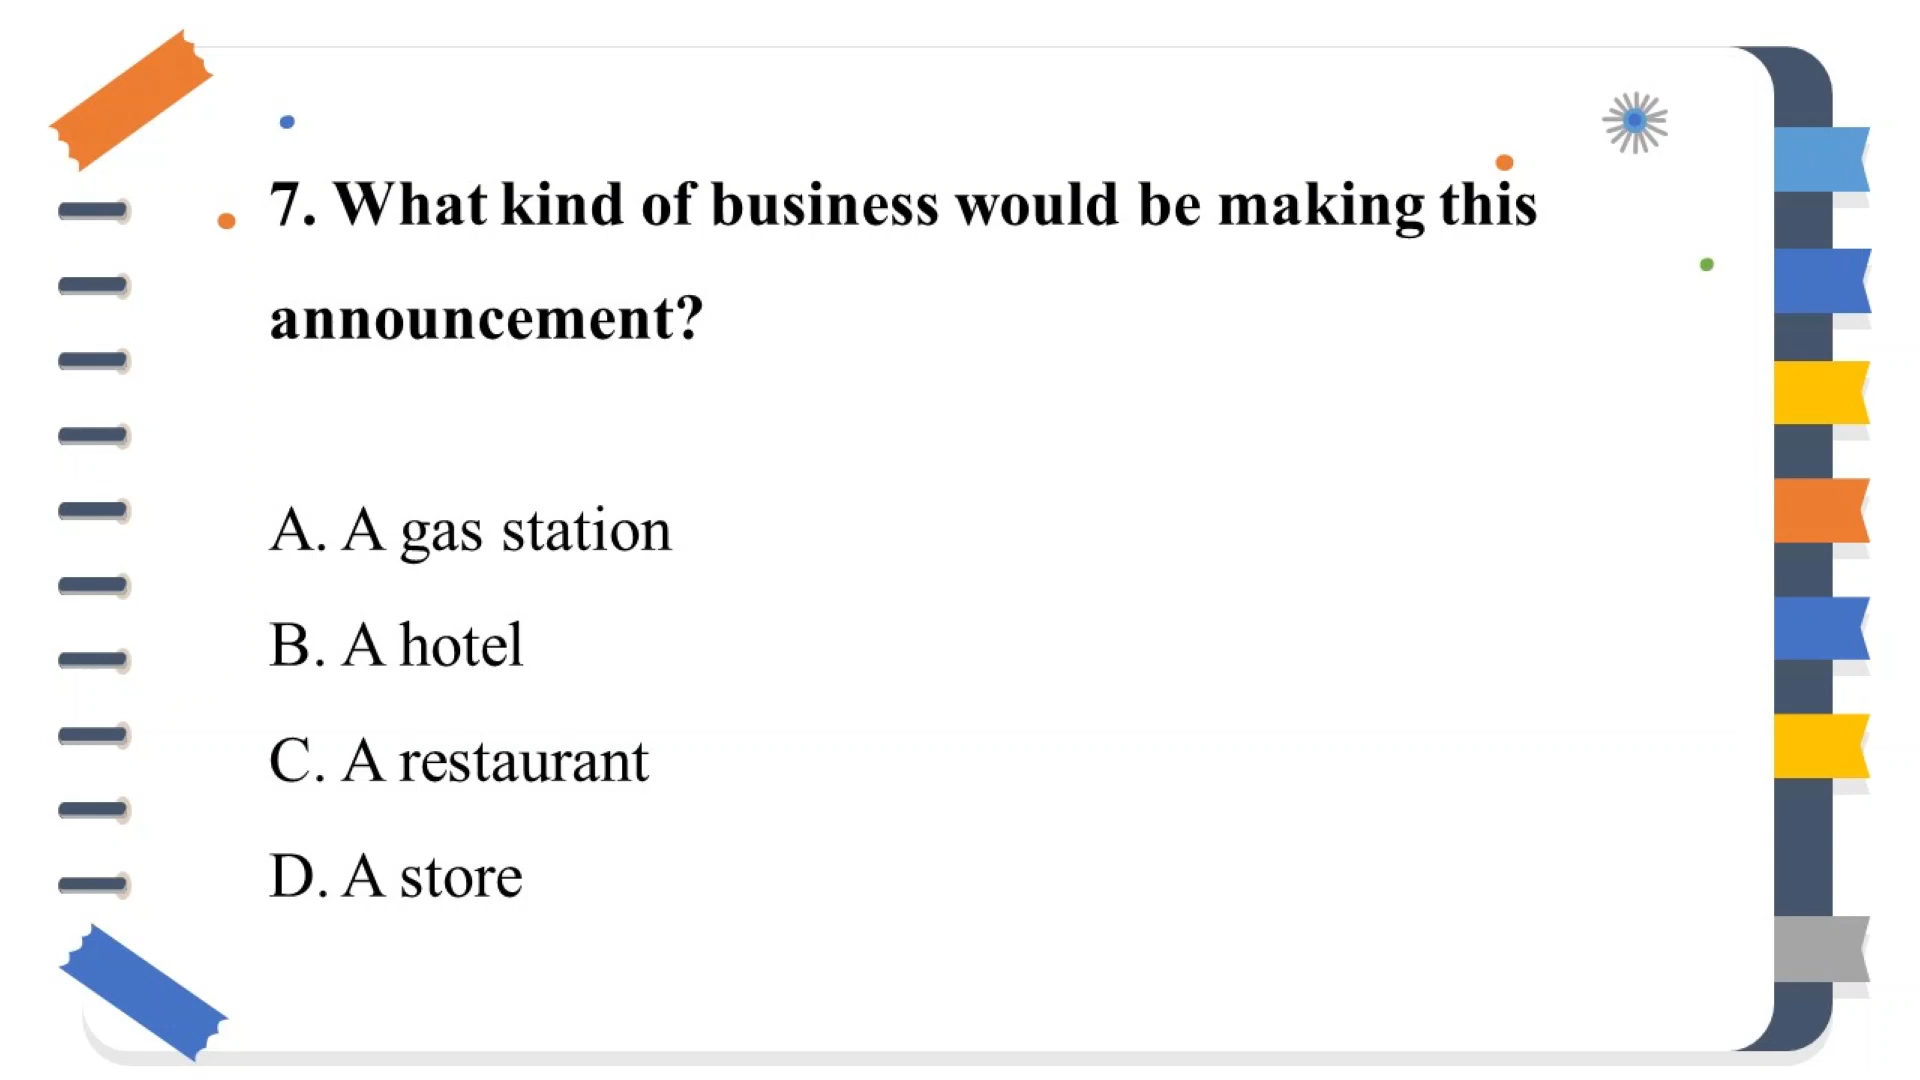 7. What kind of business would be making this
announcement?
A. A gas station
B. A hotel
C. A restaurant
D. A store